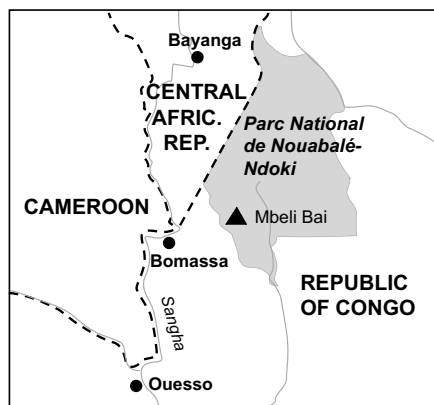 Bayanga
CENTRAL
AFRIC.
REP.
Parc National
de Nouabalé-
Ndoki
CAMEROON
Mbeli Bai
Bomassa
REPUBLIC
OF CONGO
Sangha
Ouesso